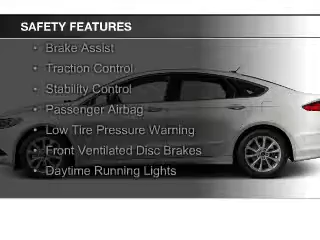 SAFETY FEATURES
• Brake Assist
• Traction Control
• Stability Control
• Passenger Airbag
• Low Tire Pressure Warning
• Front Ventilated Disc Brakes
• Daytime Running Lights